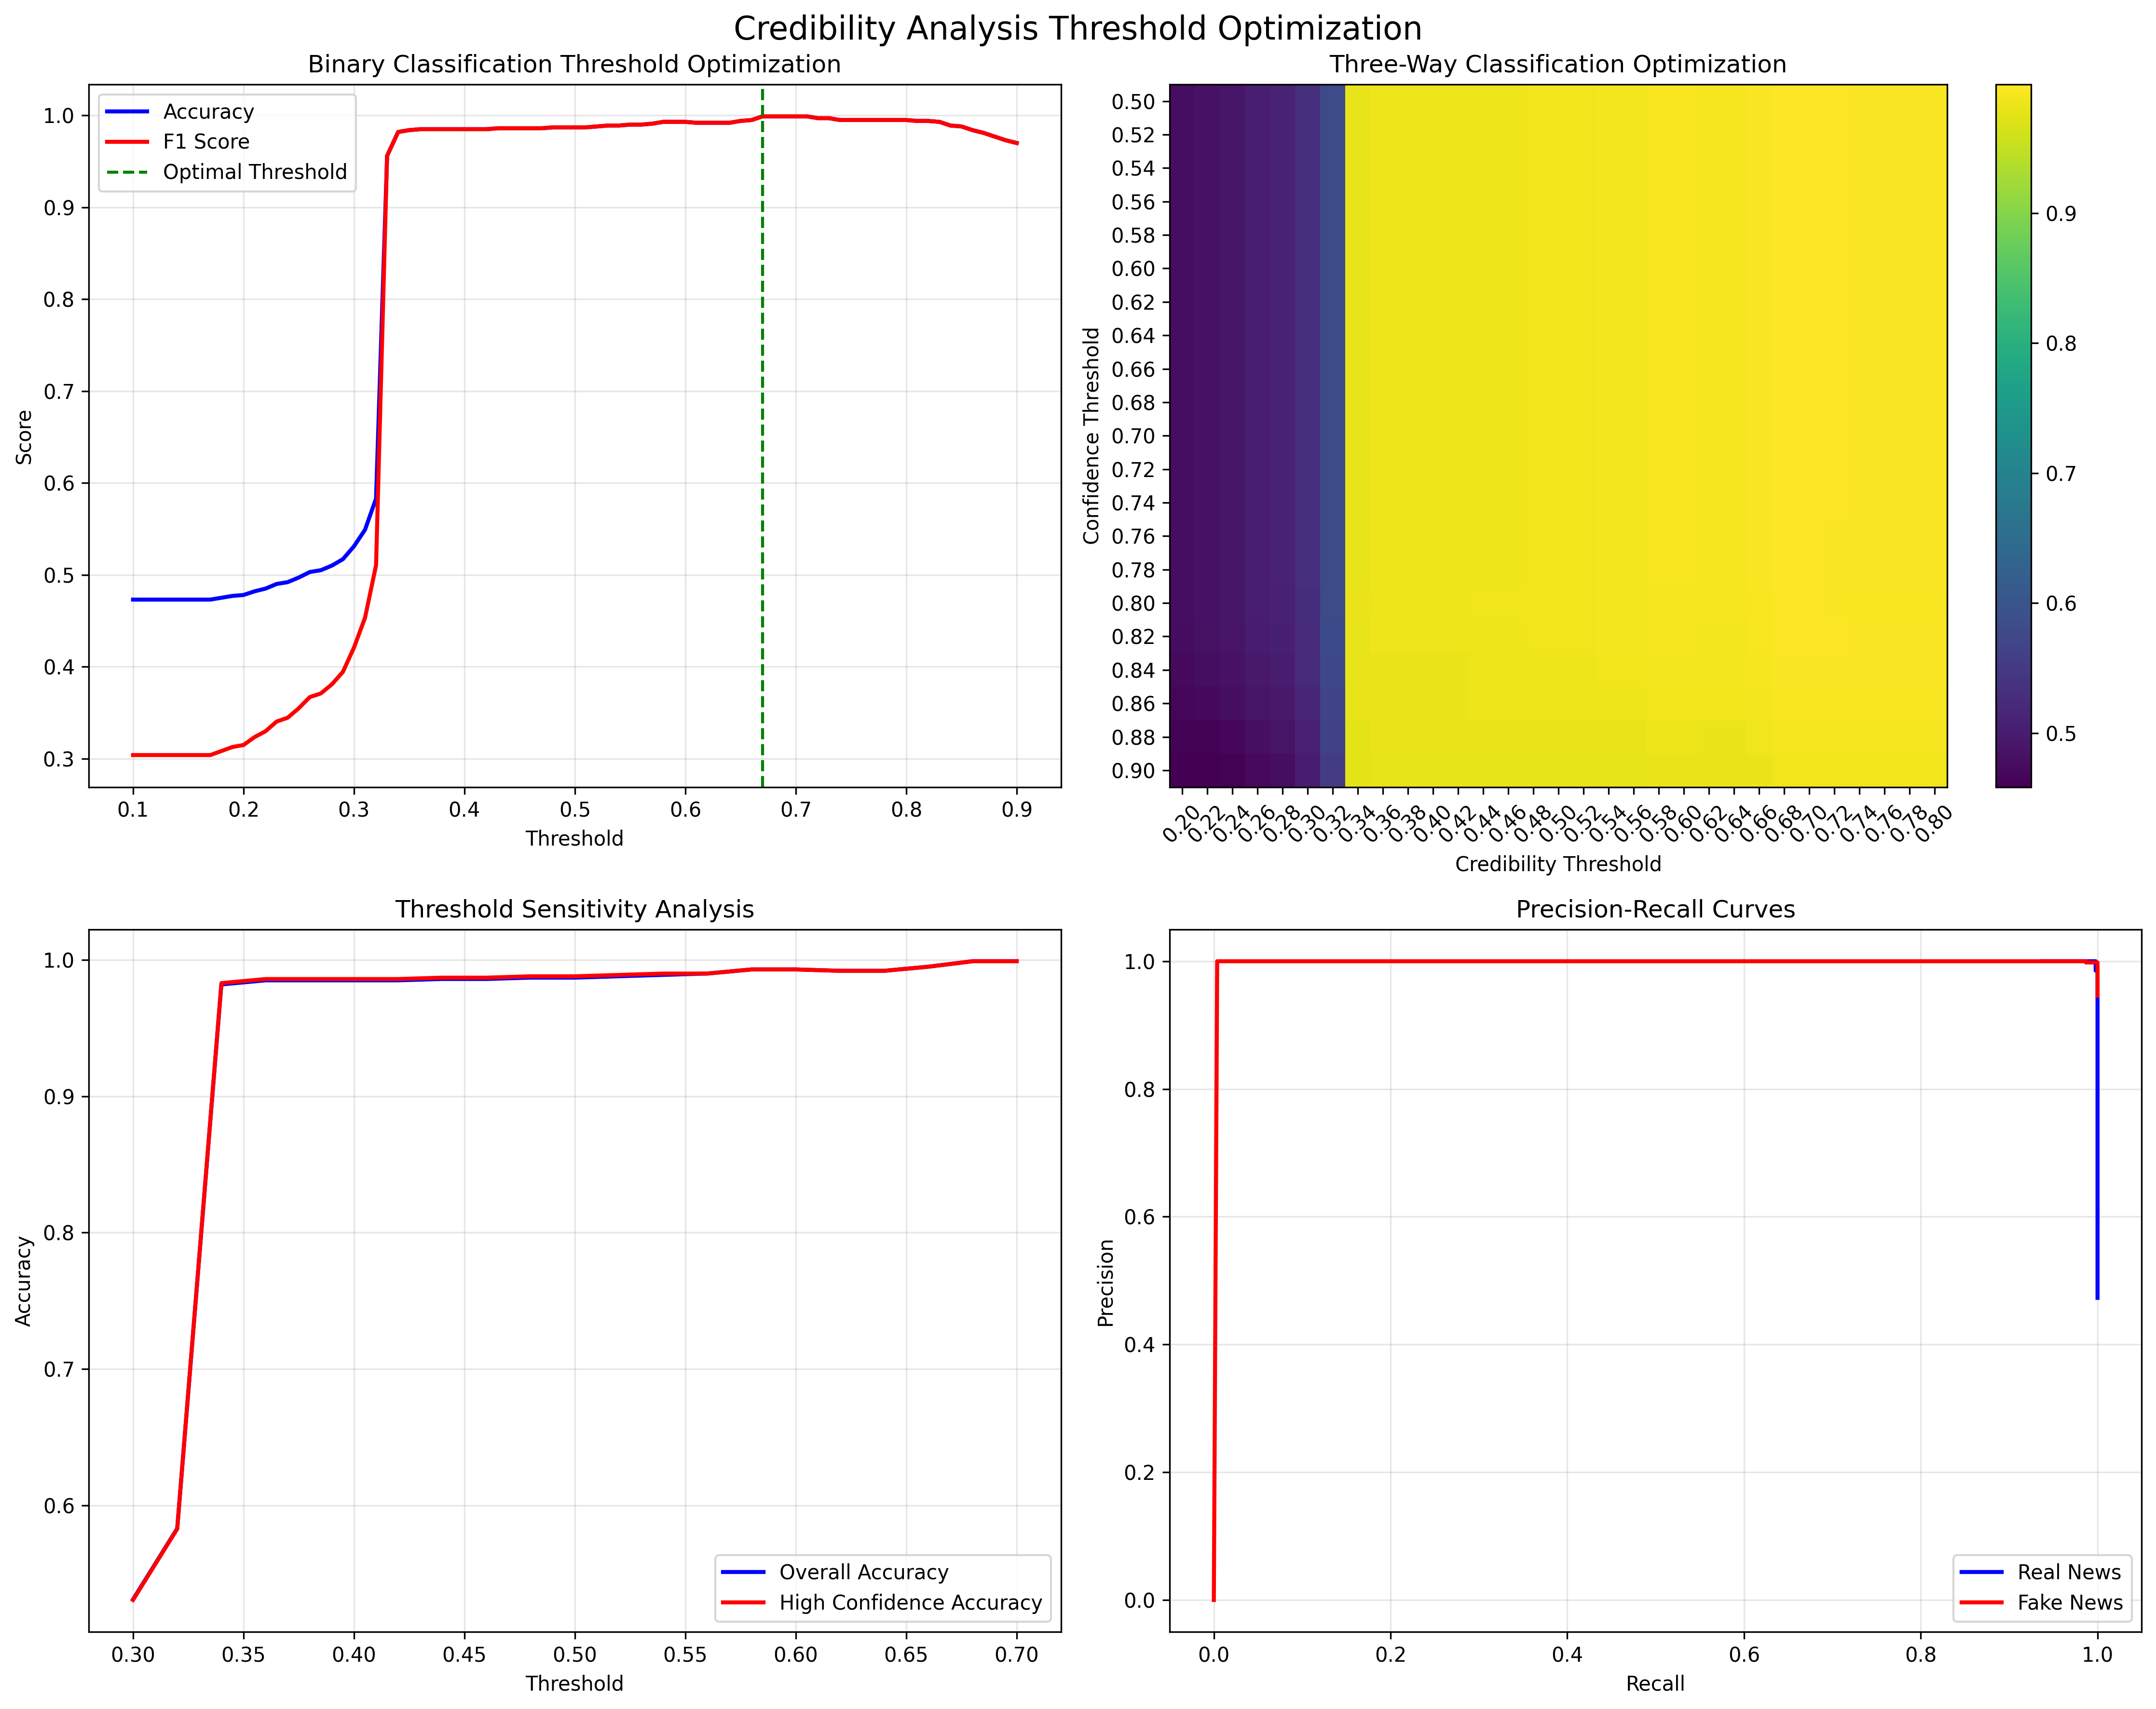 Credibility Analysis Threshold Optimization
Binary Classification Threshold Optimization
Accuracy
F1 Score
Optimal Threshold
1.0
0.9
0.8
0.7
0.6
0.5
0.4
0.3
Score
0.1 0.2 0.3 0.4 0.5 0.6 0.7 0.8 0.9
Threshold
Three-Way Classification Optimization
0.50
0.52
0.54
0.56
0.58
0.60
0.62
0.64
0.66
0.68
0.70
0.72
0.74
0.76
0.78
0.80
0.82
0.84
0.86
0.88
0.90
Confidence Threshold
0.20 0.22 0.24 0.26 0.28 0.30 0.32 0.34 0.36 0.38 0.40 0.42 0.44 0.46 0.48 0.50 0.52 0.54 0.56 0.58 0.60 0.62 0.64 0.66 0.68 0.70 0.72 0.74 0.76 0.78 0.80
Credibility Threshold
0.9
0.8
0.7
0.6
0.5
Threshold Sensitivity Analysis
1.0
0.9
0.8
0.7
0.6
Accuracy
Overall Accuracy
High Confidence Accuracy
0.30 0.35 0.40 0.45 0.50 0.55 0.60 0.65 0.70
Threshold
Precision-Recall Curves
1.0
0.8
0.6
0.4
0.2
0.0
Precision
Real News
Fake News
0.0 0.2 0.4 0.6 0.8 1.0
Recall